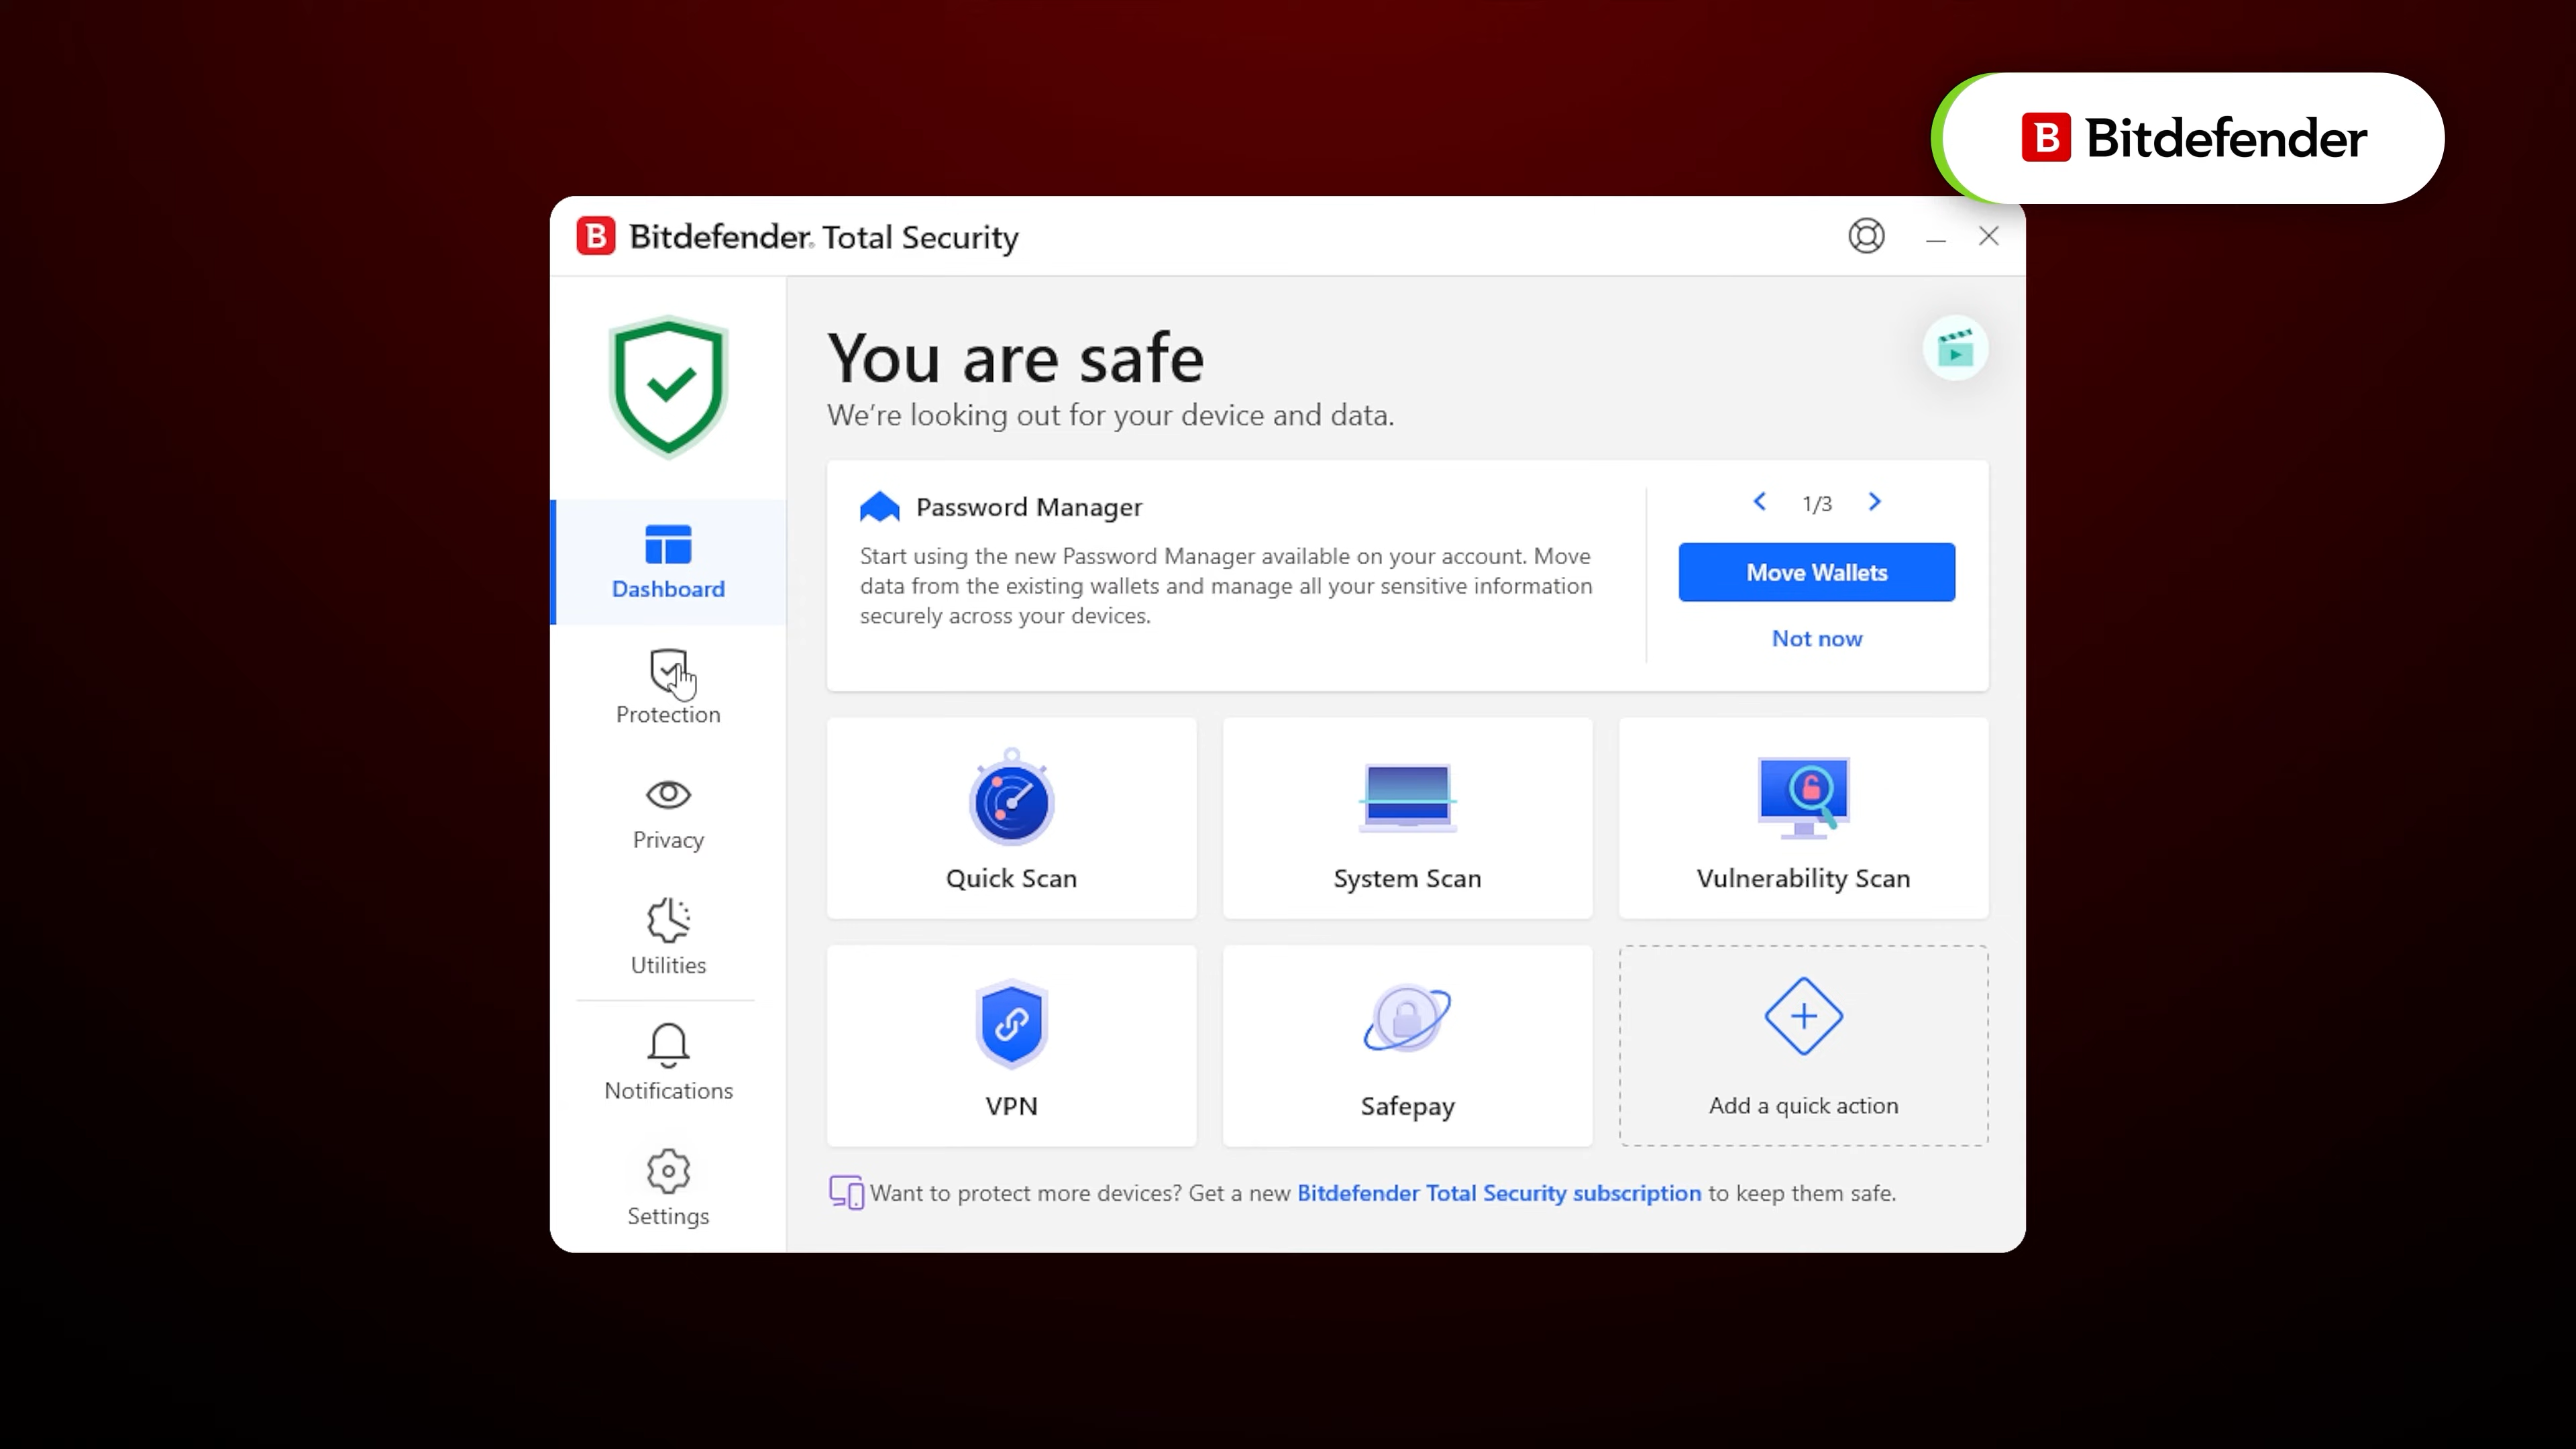 B Bitdefender
B Bitdefender Total Security
You are safe
We're looking out for your device and data.
Dashboard
Protection
Privacy
Utilities
Notifications
Settings
Password Manager
Start using the new Password Manager available on your account. Move
data from the existing wallets and manage all your sensitive information
securely across your devices.
1/3
Move Wallets
Not now
Quick Scan
System Scan
Vulnerability Scan
VPN
Safepay
Add a quick action
Want to protect more devices? Get a new Bitdefender Total Security subscription to keep them safe.